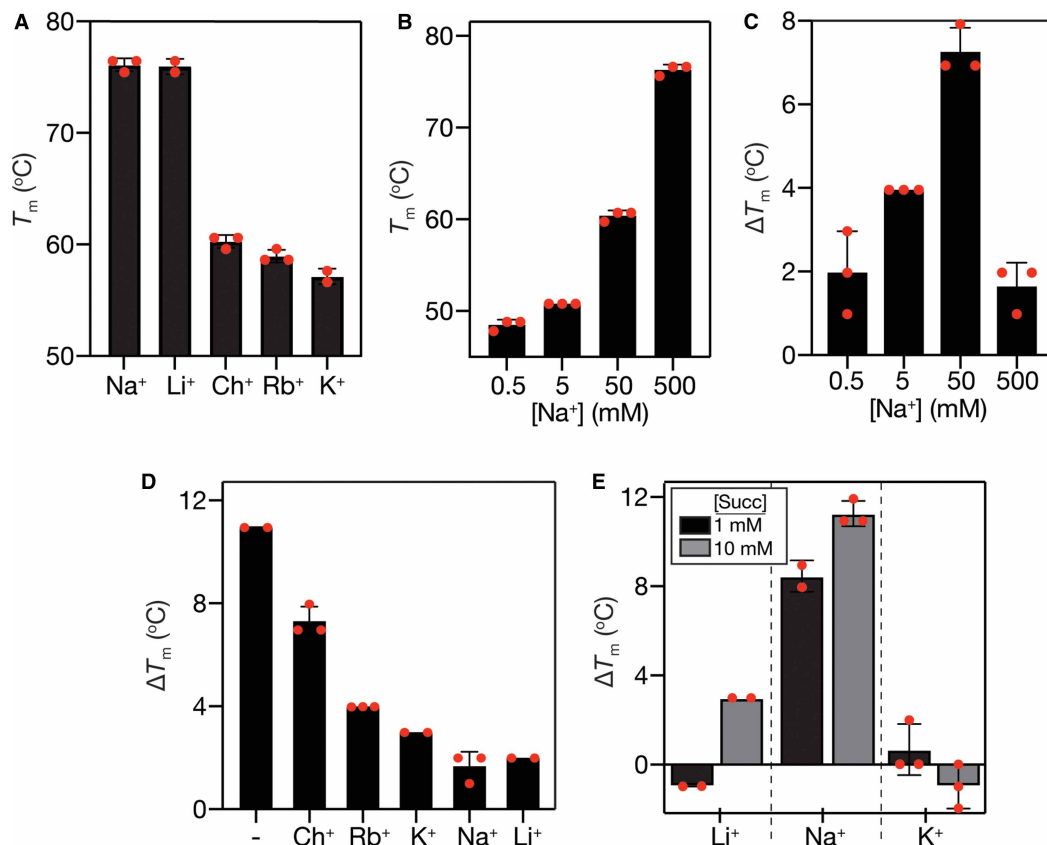 A
Tm (°C)
80
70
60
50
Na+ Li+ Ch+ Rb+ K+
B
Tm (°C)
80
70
60
50
0.5 5 50 500
[Na+] (mM)
C
ΔTm (°C)
8
6
4
2
0
0.5 5 50 500
[Na+] (mM)
D
ΔTm (°C)
12
8
4
0
- Ch+ Rb+ K+ Na+ Li+
E
ΔTm (°C)
12
8
4
0
[Succ]
1 mM
10 mM
Li+ Na+ K+